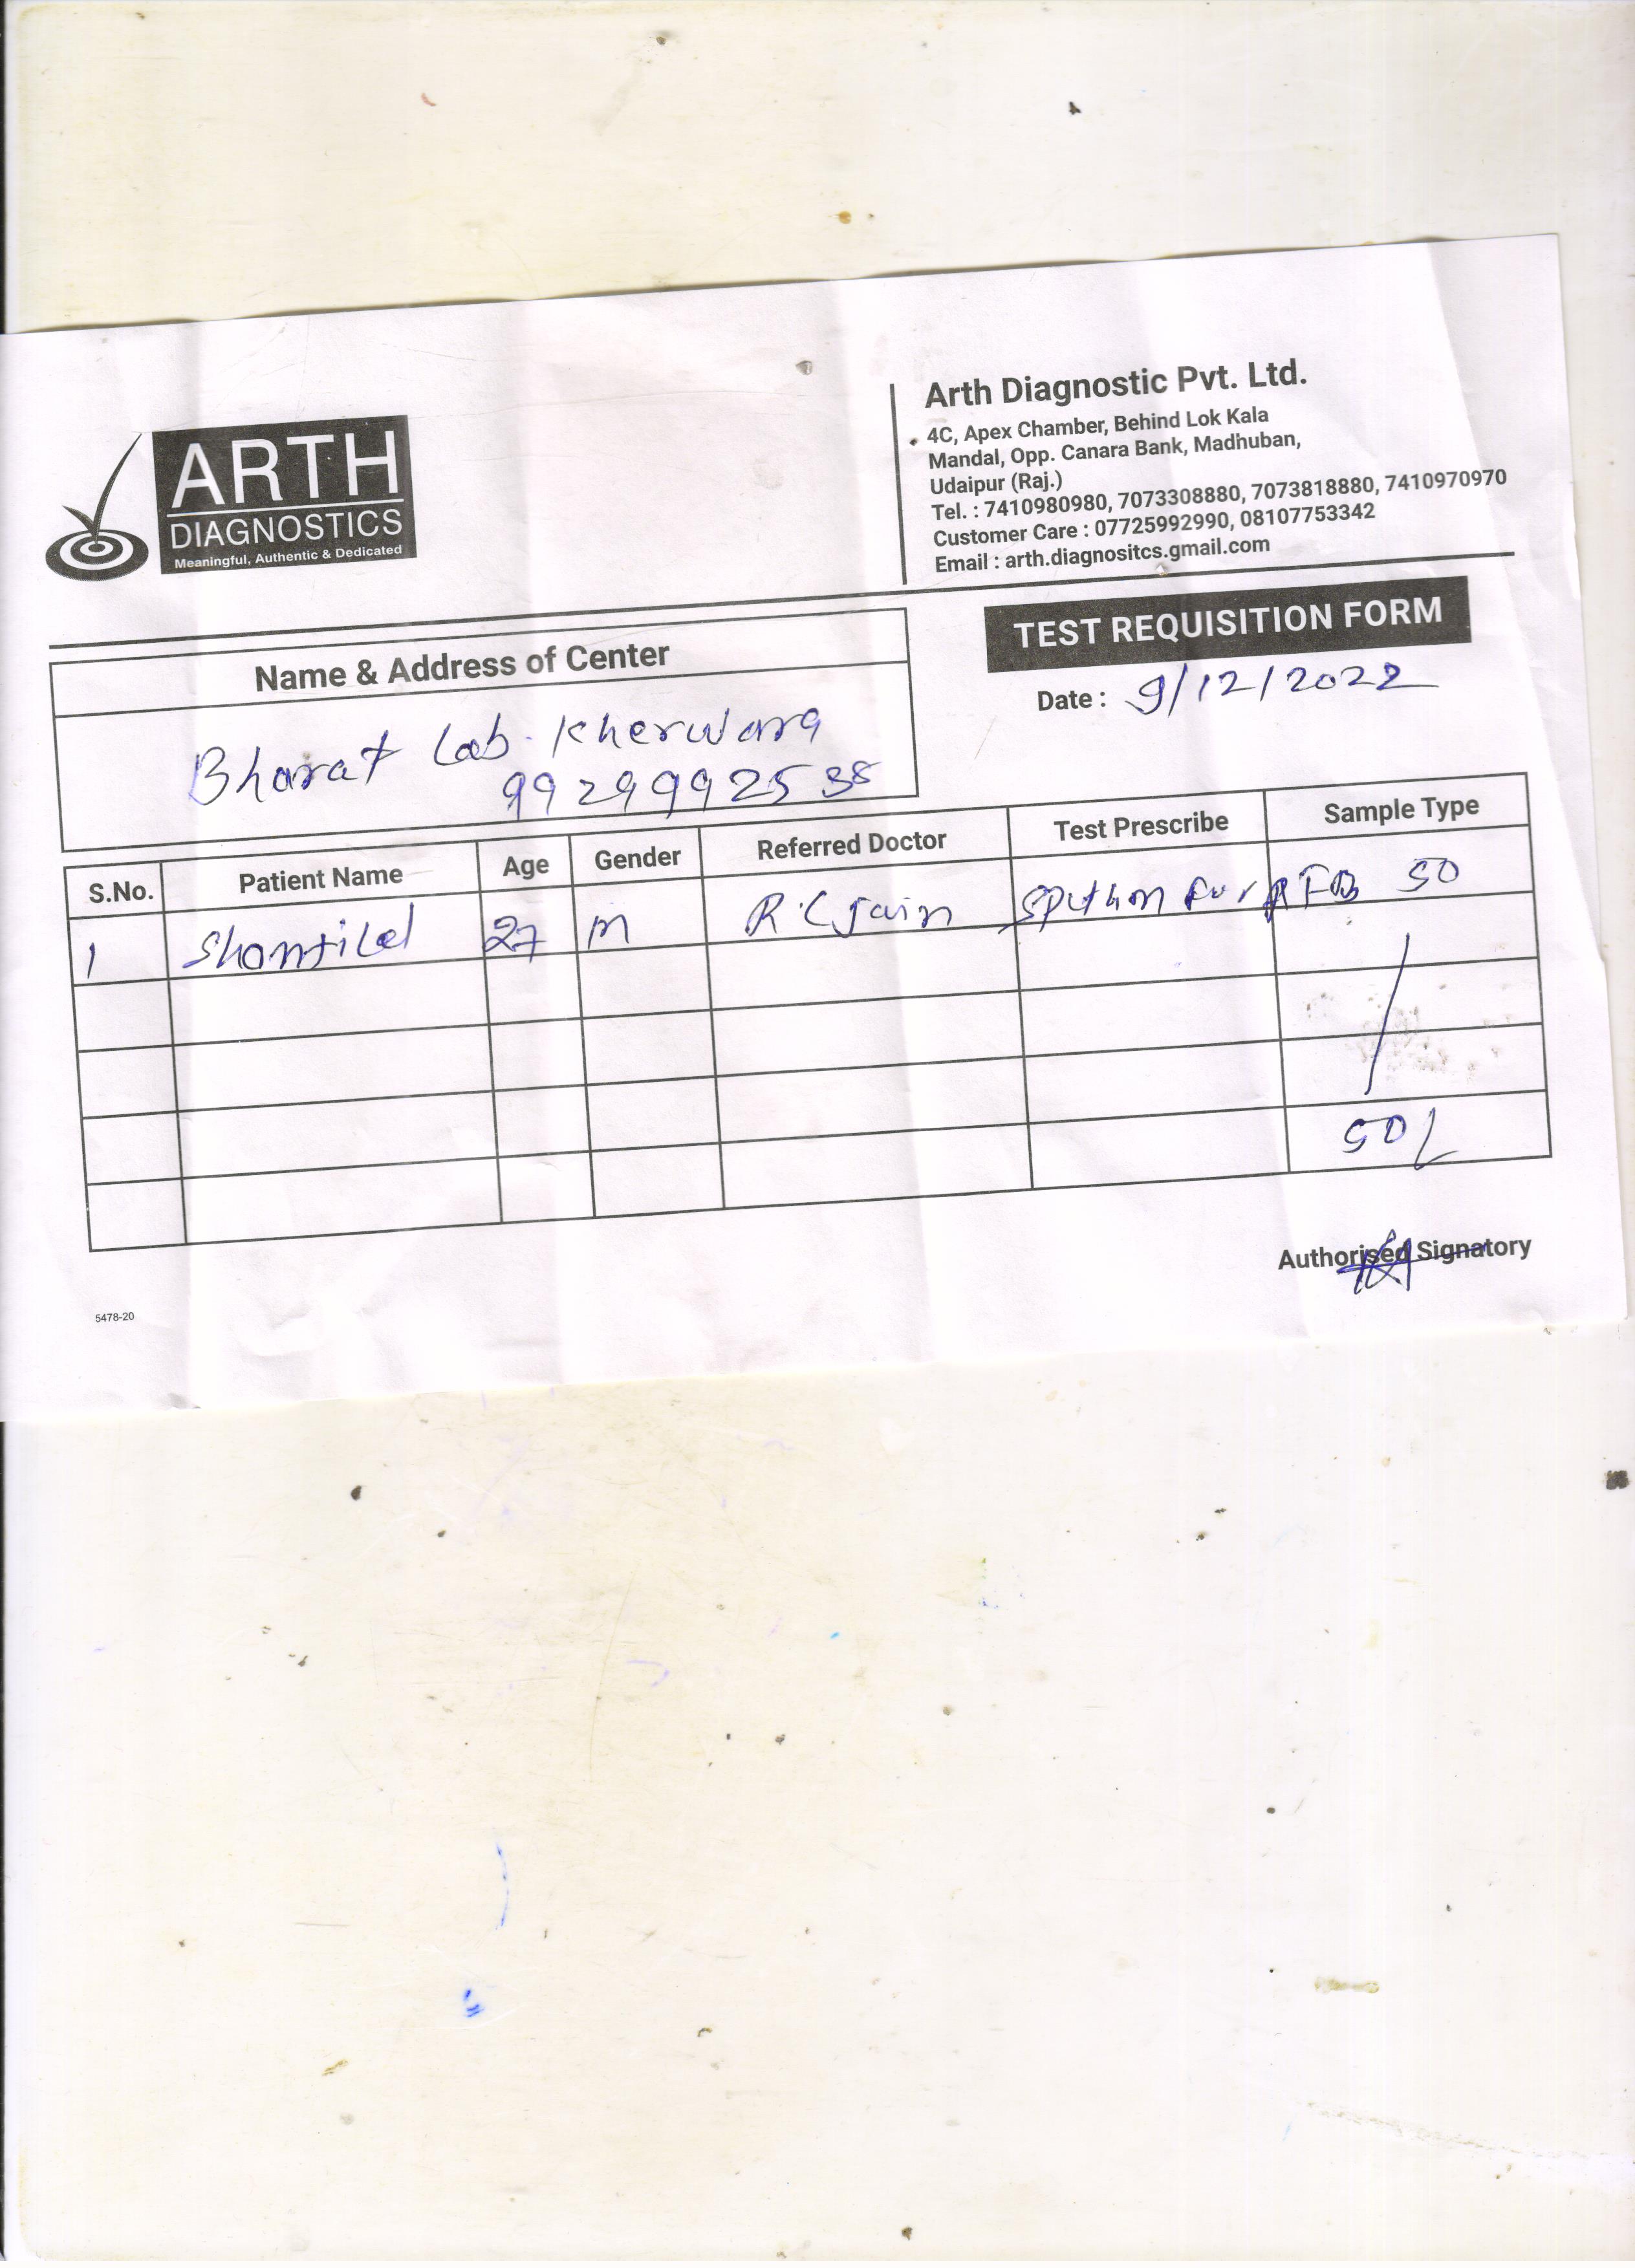 ARTH
DIAGNOSTICS
Meaningful, Authentic & Dedicated
Arth Diagnostic Pvt. Ltd.
4C, Apex Chamber, Behind Lok Kala
Mandal, Opp. Canara Bank, Madhuban,
Udaipur (Raj.)
Tel. : 7410980980, 7073308880, 7073818880, 7410970970
Customer Care : 07725992990, 08107753342
Email : arth.diagnositcs.gmail.com
TEST REQUISITION FORM
Date : 9/12/2022
Name & Address of Center
Bharat Lab. Kherwara
9929992538
S.No. Patient Name Age Gender Referred Doctor Test Prescribe Sample Type
1 Shantilal 27 m R.C Jain Sputum For AFB 50
50/
Authorised Signatory
5478-20